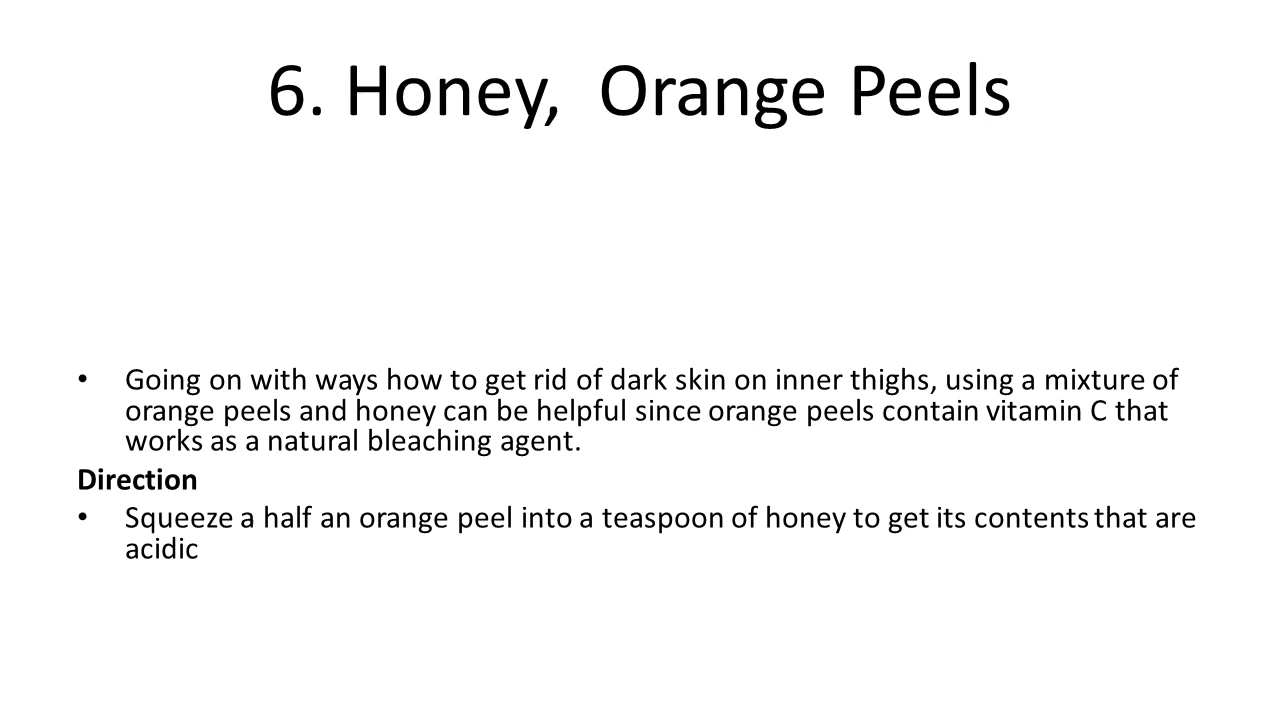 6. Honey,  Orange Peels
• Going on with ways how to get rid of dark skin on inner thighs, using a mixture of
orange peels and honey can be helpful since orange peels contain vitamin C that
works as a natural bleaching agent.
Direction
• Squeeze a half an orange peel into a teaspoon of honey to get its contents that are
acidic